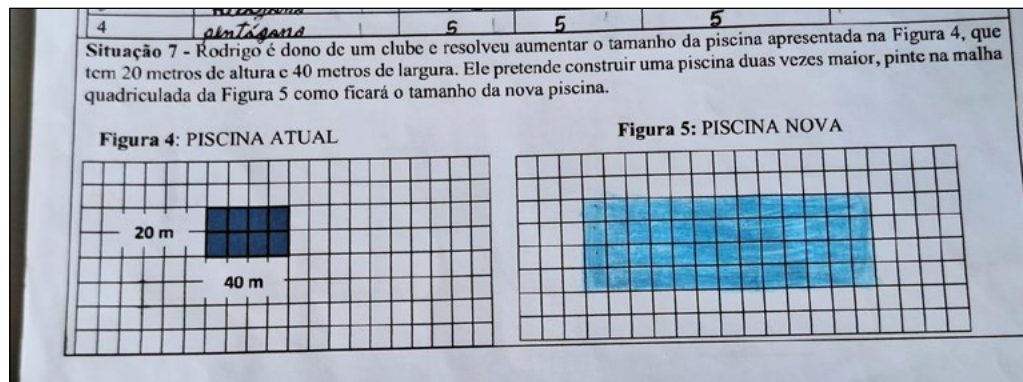 4 pentágono 5 5 5
Situação 7 - Rodrigo é dono de um clube e resolveu aumentar o tamanho da piscina apresentada na Figura 4, que
tem 20 metros de altura e 40 metros de largura. Ele pretende construir uma piscina duas vezes maior, pinte na malha
quadriculada da Figura 5 como ficará o tamanho da nova piscina.
Figura 4: PISCINA ATUAL
Figura 5: PISCINA NOVA
20 m
40 m